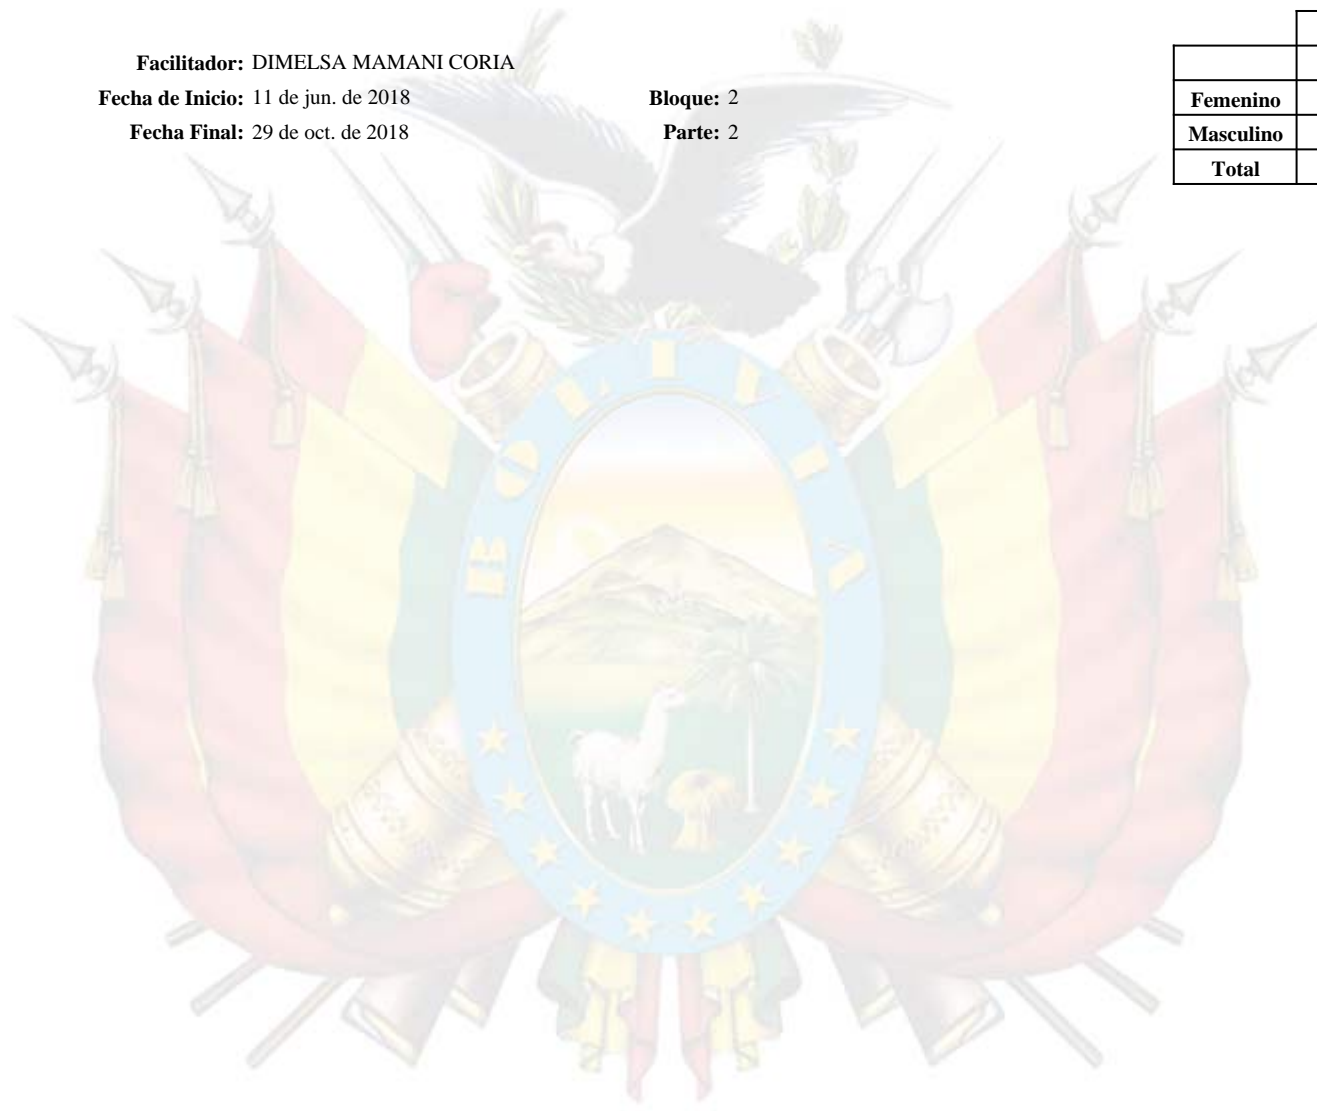 Facilitador: DIMELSA MAMANI CORIA
Fecha de Inicio: 11 de jun. de 2018 Bloque: 2
Fecha Final: 29 de oct. de 2018 Parte: 2
Femenino
Masculino
Total
BOLIVIA